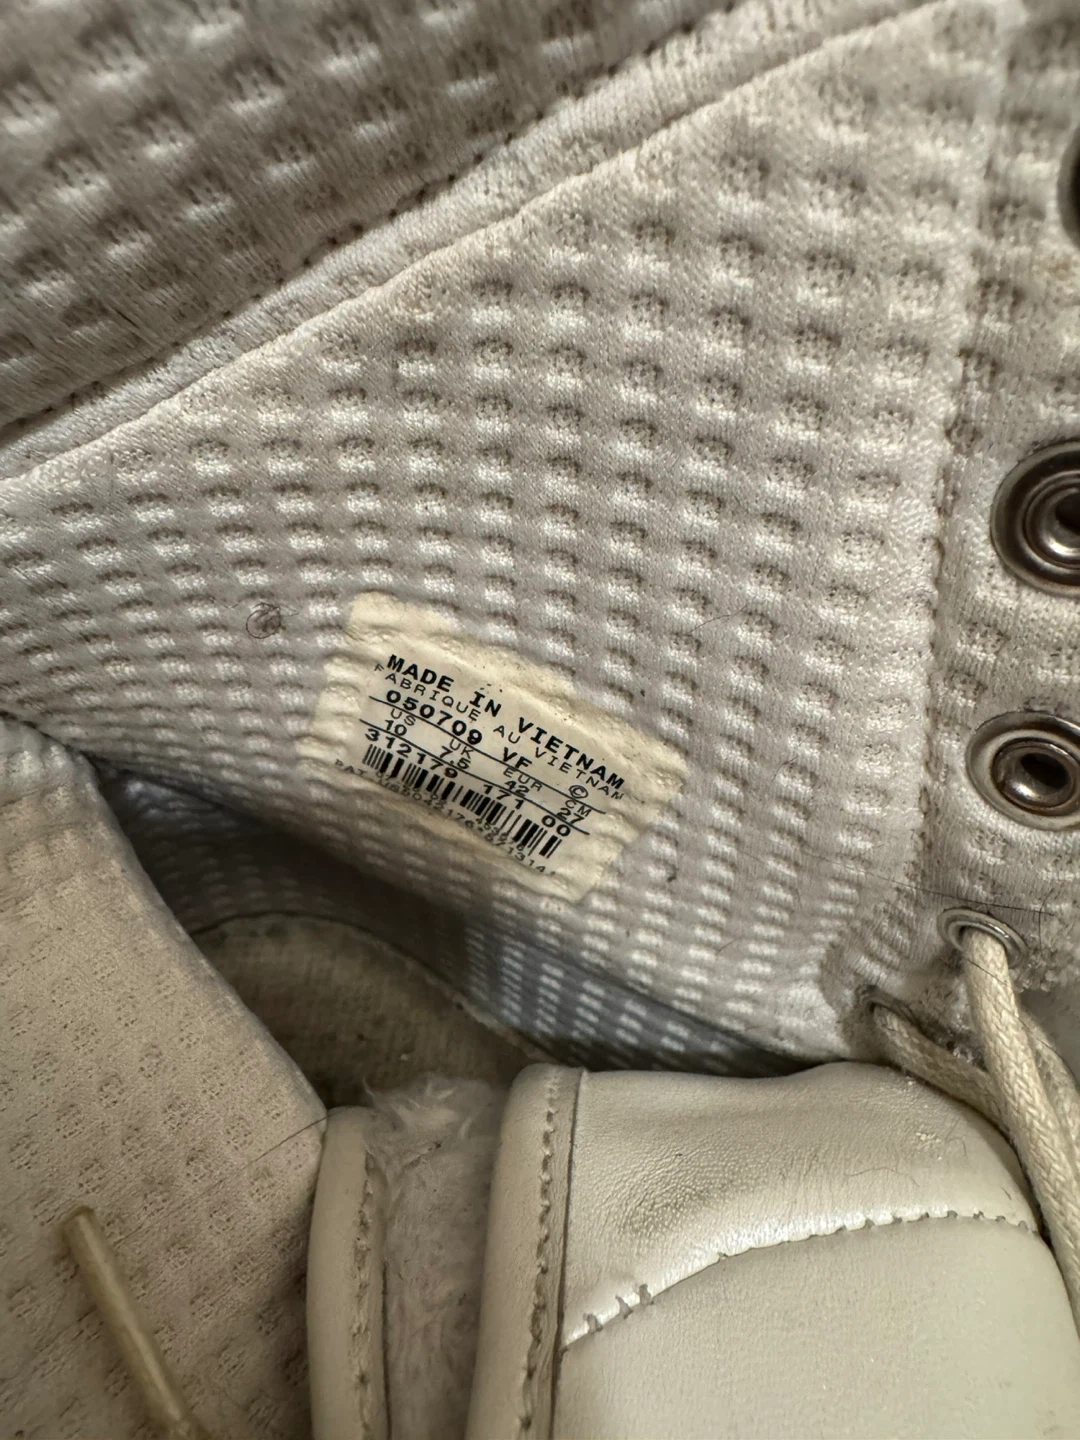 MADE IN VIETNAM
FABRIQUE AU VIETNAM
050709 VF ©
US UK EUR CM
10 7.5 42 27
312179 171 00
PAT.